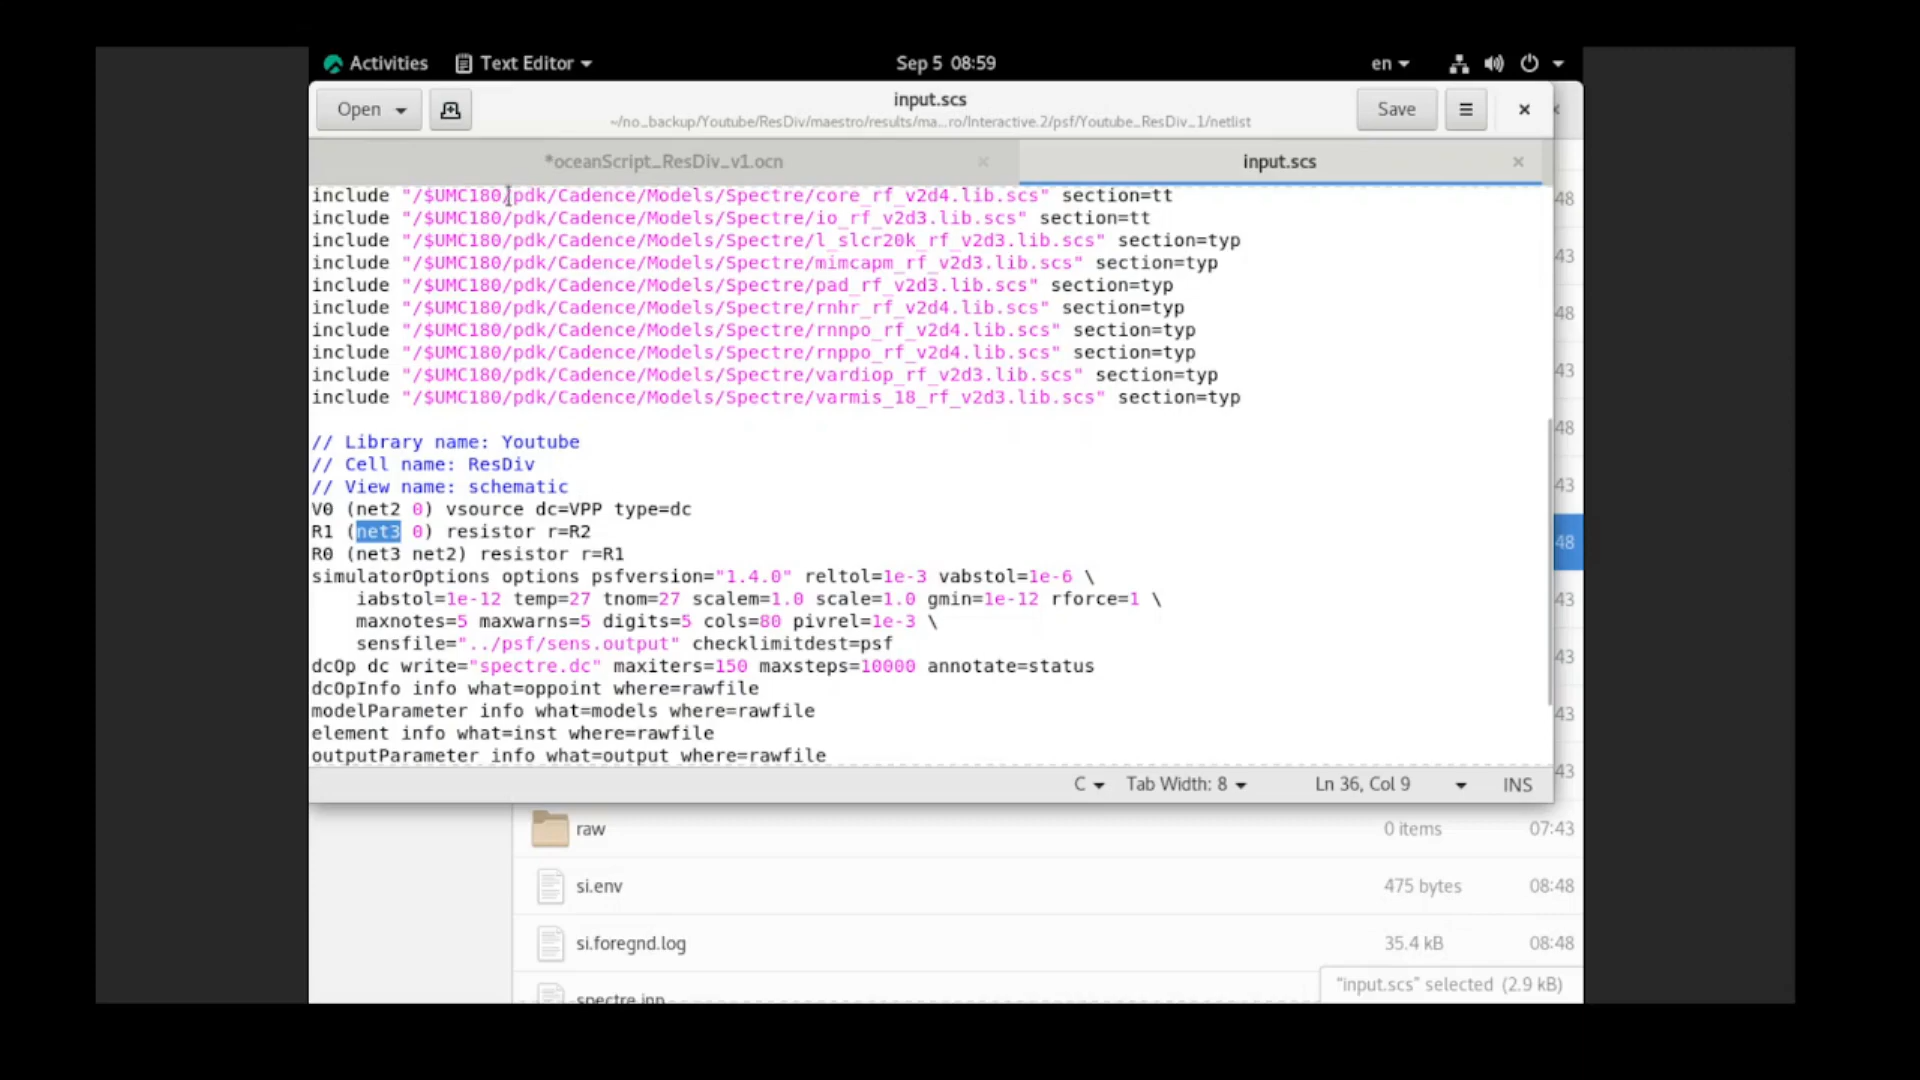 Activities Text Editor Sep 5 08:59 en
Open input.scs Save
~/no_backup/Youtube/ResDiv/maestro/results/ma...ro/Interactive.2/psf/Youtube_ResDiv_1/netlist
*oceanScript_ResDiv_v1.ocn input.scs
include "/$UMC180/pdk/Cadence/Models/Spectre/core_rf_v2d4.lib.scs" section=tt
include "/$UMC180/pdk/Cadence/Models/Spectre/io_rf_v2d3.lib.scs" section=tt
include "/$UMC180/pdk/Cadence/Models/Spectre/l_slcr20k_rf_v2d3.lib.scs" section=typ
include "/$UMC180/pdk/Cadence/Models/Spectre/mimcapm_rf_v2d3.lib.scs" section=typ
include "/$UMC180/pdk/Cadence/Models/Spectre/pad_rf_v2d3.lib.scs" section=typ
include "/$UMC180/pdk/Cadence/Models/Spectre/rnhr_rf_v2d4.lib.scs" section=typ
include "/$UMC180/pdk/Cadence/Models/Spectre/rnnpo_rf_v2d4.lib.scs" section=typ
include "/$UMC180/pdk/Cadence/Models/Spectre/rnppo_rf_v2d4.lib.scs" section=typ
include "/$UMC180/pdk/Cadence/Models/Spectre/vardiop_rf_v2d3.lib.scs" section=typ
include "/$UMC180/pdk/Cadence/Models/Spectre/varmis_18_rf_v2d3.lib.scs" section=typ
// Library name: Youtube
// Cell name: ResDiv
// View name: schematic
V0 (net2 0) vsource dc=VPP type=dc
R1 (net3 0) resistor r=R2
R0 (net3 net2) resistor r=R1
simulatorOptions options psfversion="1.4.0" reltol=1e-3 vabstol=1e-6 \
iabstol=1e-12 temp=27 tnom=27 scalem=1.0 scale=1.0 gmin=1e-12 rforce=1 \
maxnotes=5 maxwarns=5 digits=5 cols=80 pivrel=1e-3 \
sensfile="../psf/sens.output" checklimitdest=psf
dcOp dc write="spectre.dc" maxiters=150 maxsteps=10000 annotate=status
dcOpInfo info what=oppoint where=rawfile
modelParameter info what=models where=rawfile
element info what=inst where=rawfile
outputParameter info what=output where=rawfile
C Tab Width: 8 Ln 36, Col 9 INS
48
43
48
43
48
43
48
43
43
43
43
raw 0 items 07:43
si.env 475 bytes 08:48
si.foregnd.log 35.4 kB 08:48
spectre.inp
"input.scs" selected (2.9 kB)